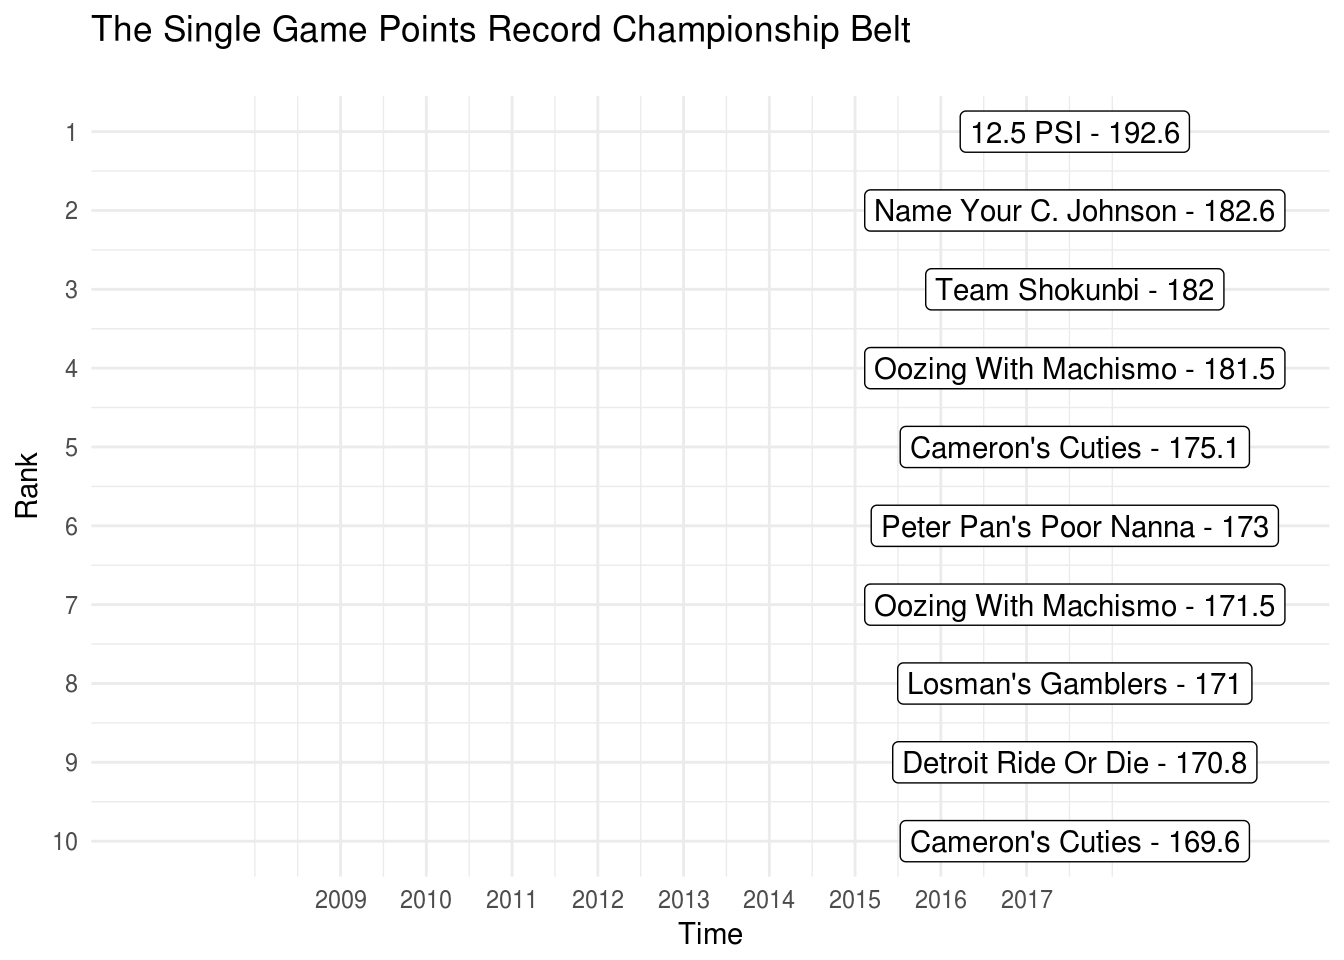 The Single Game Points Record Championship Belt
1
12.5 PSI - 192.6
2
Name Your C. Johnson - 182.6
3
Team Shokunbi - 182
4
Oozing With Machismo - 181.5
5
Cameron's Cuties - 175.1
Rank
6
Peter Pan's Poor Nanna - 173
7
Oozing With Machismo - 171.5
8
Losman's Gamblers - 171
9
Detroit Ride Or Die - 170.8
10
Cameron's Cuties - 169.6
2009 2010 2011 2012 2013 2014 2015 2016 2017
Time